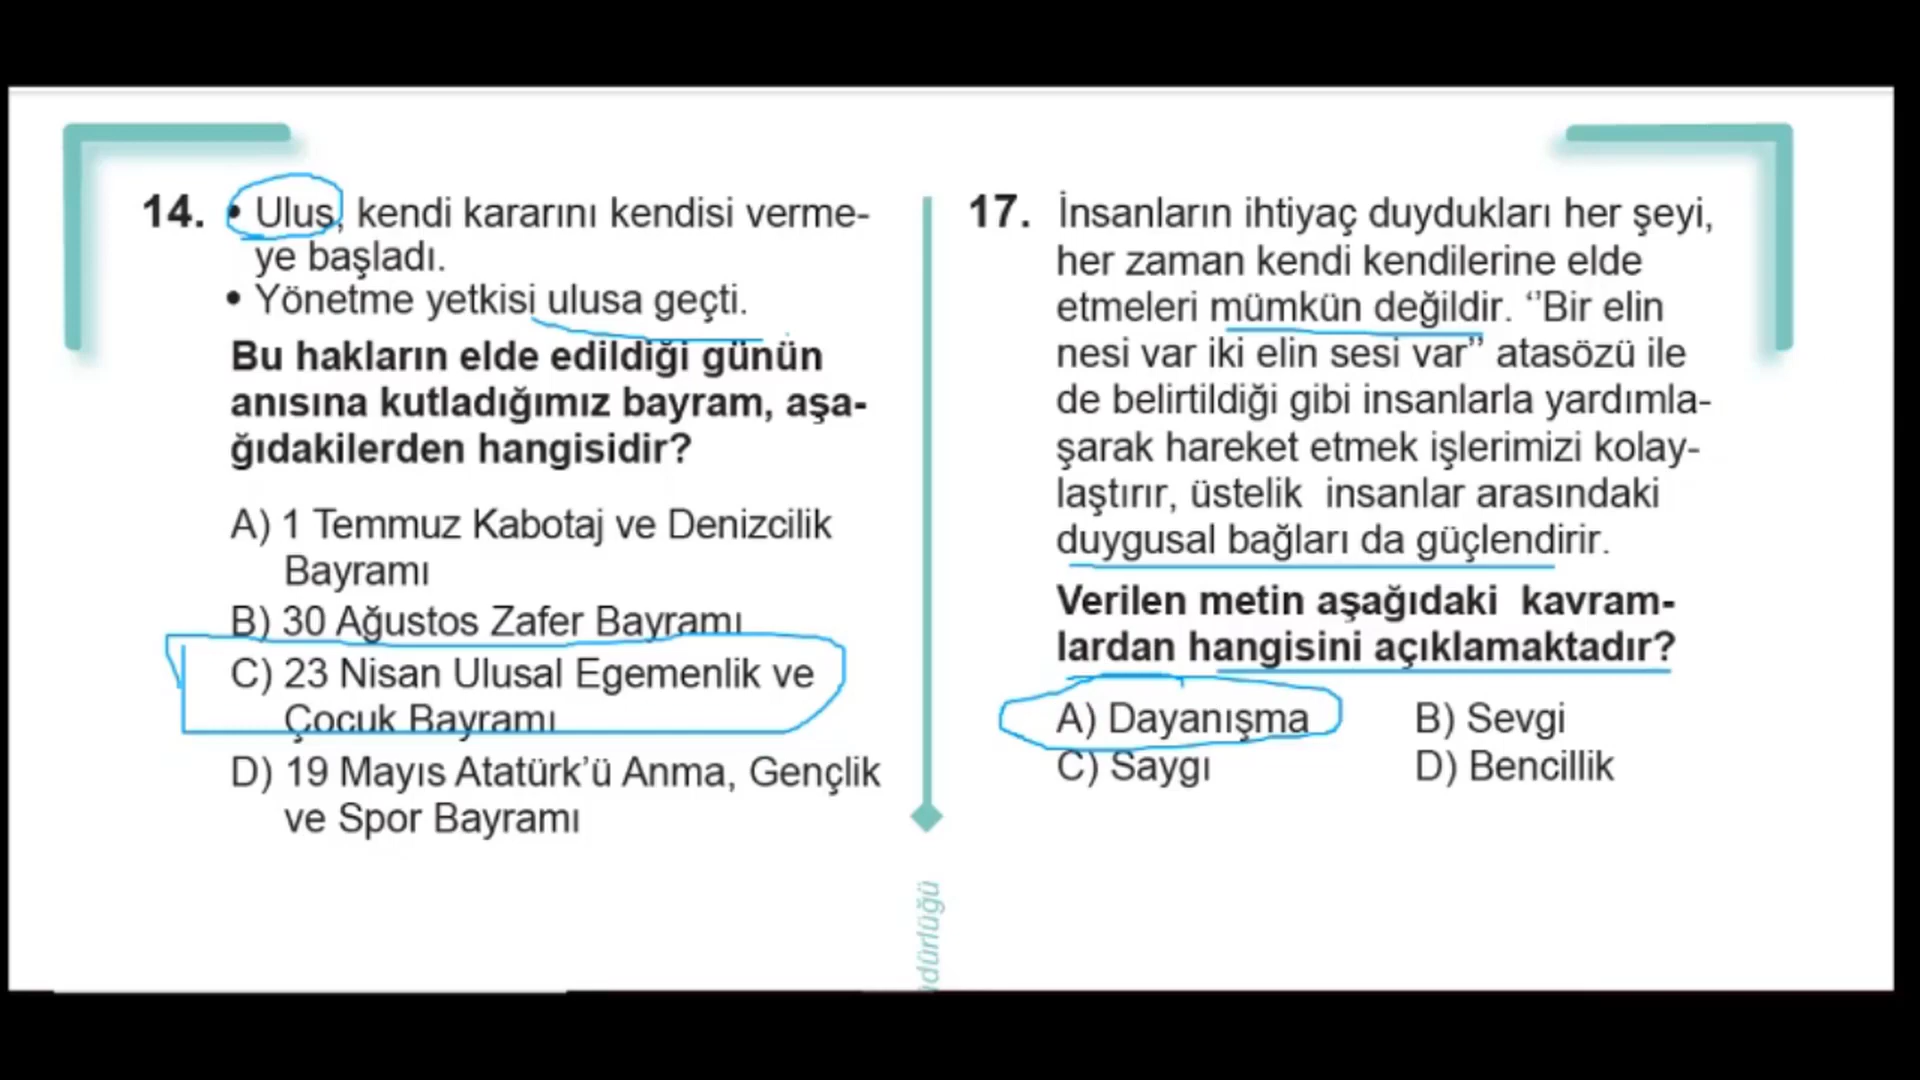 14. • Ulus, kendi kararını kendisi verme-
ye başladı.
• Yönetme yetkisi ulusa geçti.
Bu hakların elde edildiği günün
anısına kutladığımız bayram, aşa-
ğıdakilerden hangisidir?
A) 1 Temmuz Kabotaj ve Denizcilik
Bayramı
B) 30 Ağustos Zafer Bayramı
C) 23 Nisan Ulusal Egemenlik ve
Çocuk Bayramı
D) 19 Mayıs Atatürk’ü Anma, Gençlik
ve Spor Bayramı
17. İnsanların ihtiyaç duydukları her şeyi,
her zaman kendi kendilerine elde
etmeleri mümkün değildir. ‘’Bir elin
nesi var iki elin sesi var’’ atasözü ile
de belirtildiği gibi insanlarla yardımla-
şarak hareket etmek işlerimizi kolay-
laştırır, üstelik insanlar arasındaki
duygusal bağları da güçlendirir.
Verilen metin aşağıdaki kavram-
lardan hangisini açıklamaktadır?
A) Dayanışma B) Sevgi
C) Saygı D) Bencillik